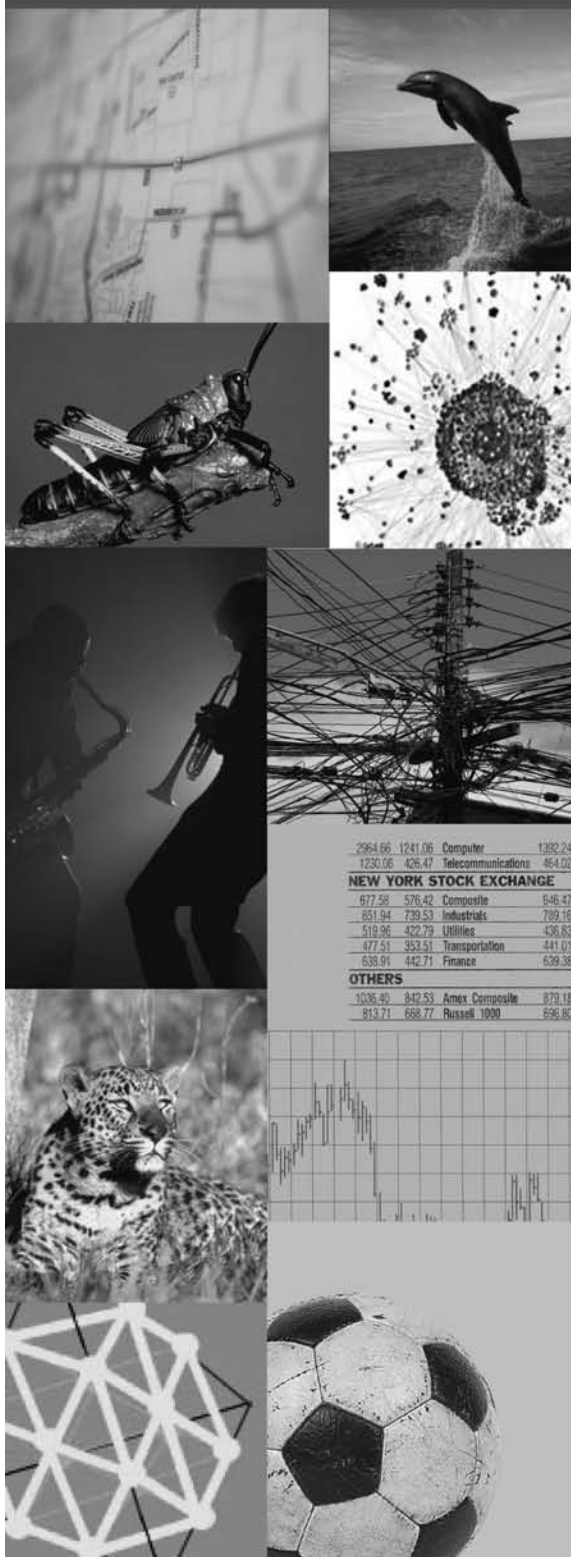 2964.66 1241.06 Computer 1392.24
1230.06 426.47 Telecommunications 464.02
NEW YORK STOCK EXCHANGE
677.58 576.42 Composite 646.47
851.94 739.53 Industrials 789.16
519.96 422.79 Utilities 436.83
477.51 353.51 Transportation 441.01
638.91 442.71 Finance 639.38
OTHERS
1036.40 842.53 Amex Composite 879.18
813.71 668.77 Russell 1000 696.80